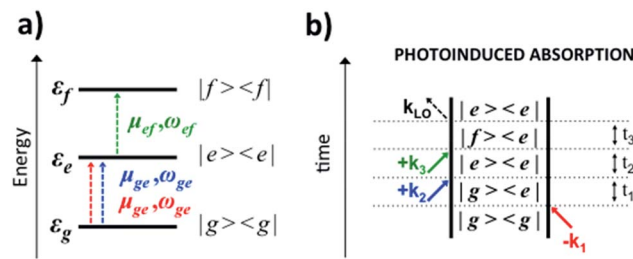 a)
Energy
ε_f
|f><f|
μ_ef,ω_ef
ε_e
|e><e|
μ_ge,ω_ge
μ_ge,ω_ge
ε_g
|g><g|
b)
PHOTOINDUCED ABSORPTION
time
k_LO
|e><e|
|f><e|
t_3
+k_3
|e><e|
t_2
+k_2
|g><e|
t_1
|g><g|
-k_1